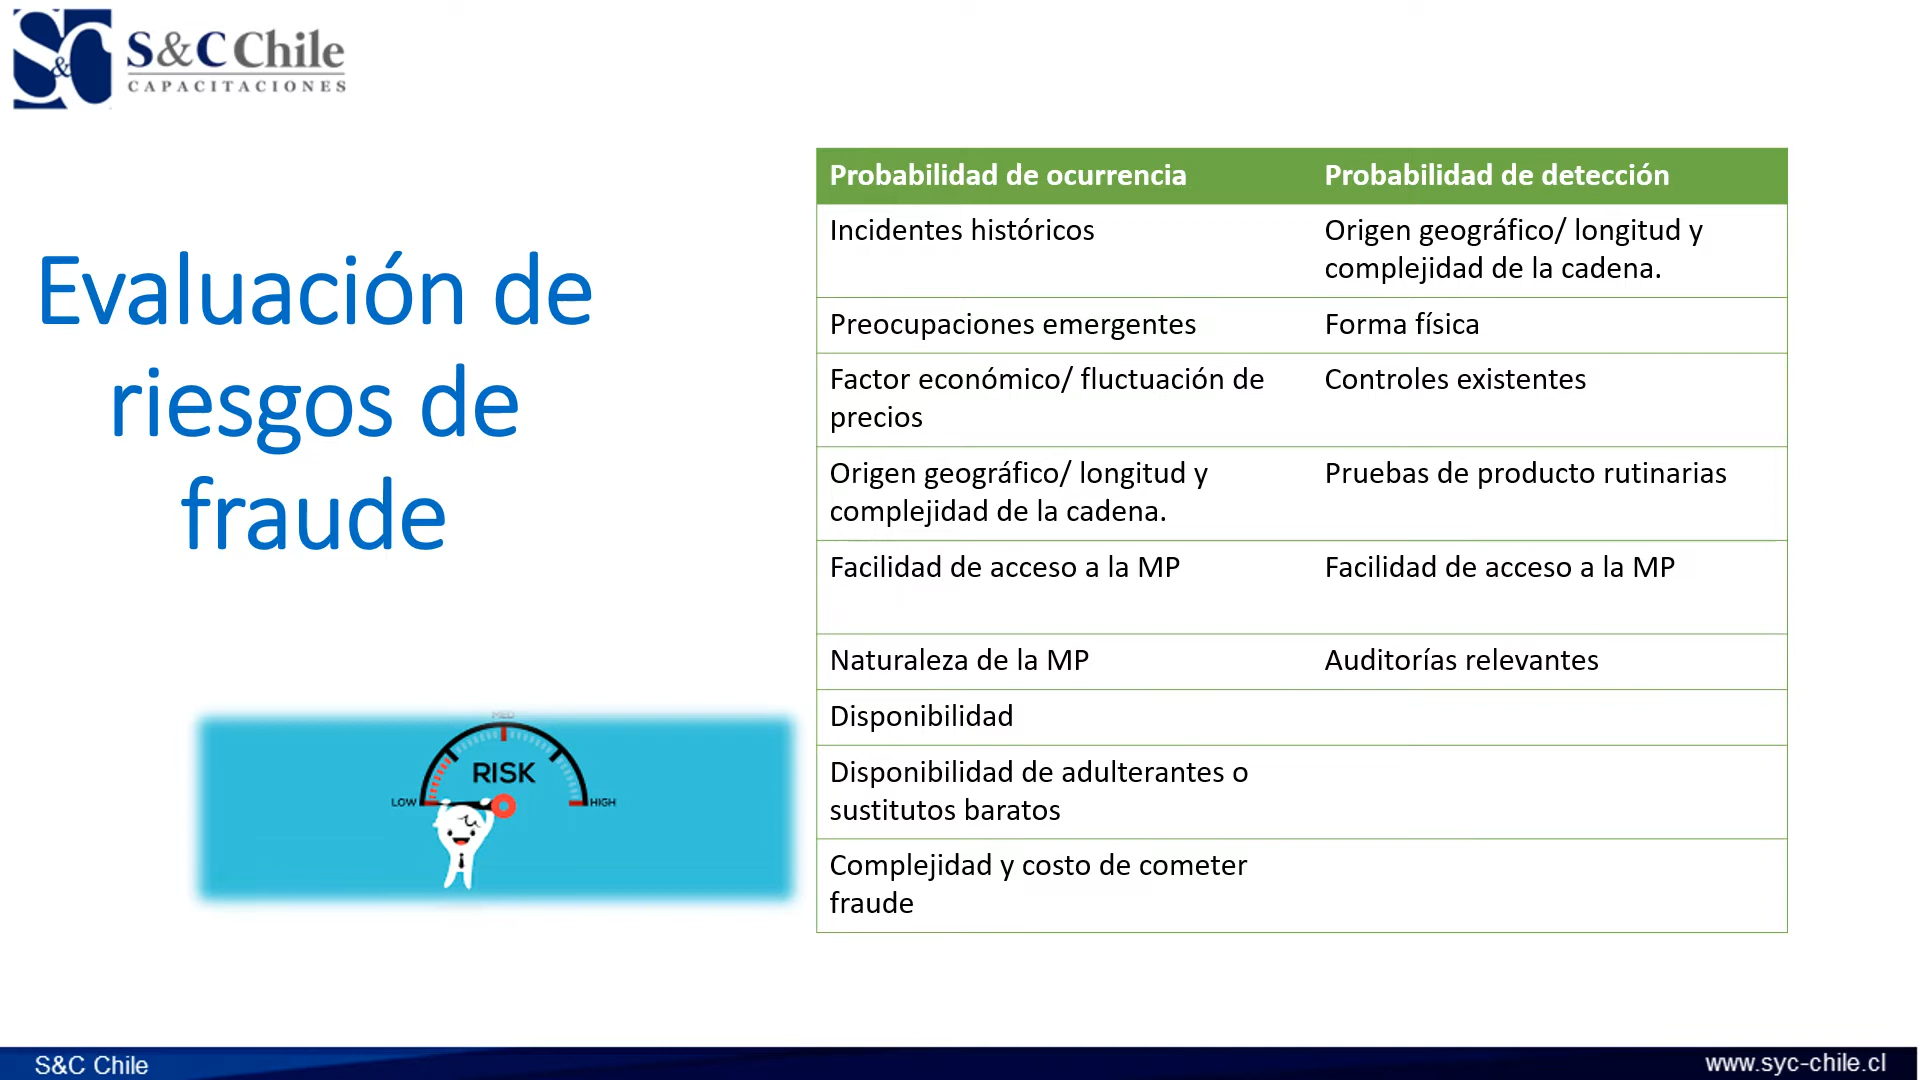 S&C Chile
CAPACITACIONES
Evaluación de
riesgos de
fraude
MED
RISK
LOW
HIGH
Probabilidad de ocurrencia Probabilidad de detección
Incidentes históricos Origen geográfico/ longitud y
complejidad de la cadena.
Preocupaciones emergentes Forma física
Factor económico/ fluctuación de Controles existentes
precios
Origen geográfico/ longitud y Pruebas de producto rutinarias
complejidad de la cadena.
Facilidad de acceso a la MP Facilidad de acceso a la MP
Naturaleza de la MP Auditorías relevantes
Disponibilidad
Disponibilidad de adulterantes o
sustitutos baratos
Complejidad y costo de cometer
fraude
S&C Chile
www.syc-chile.cl